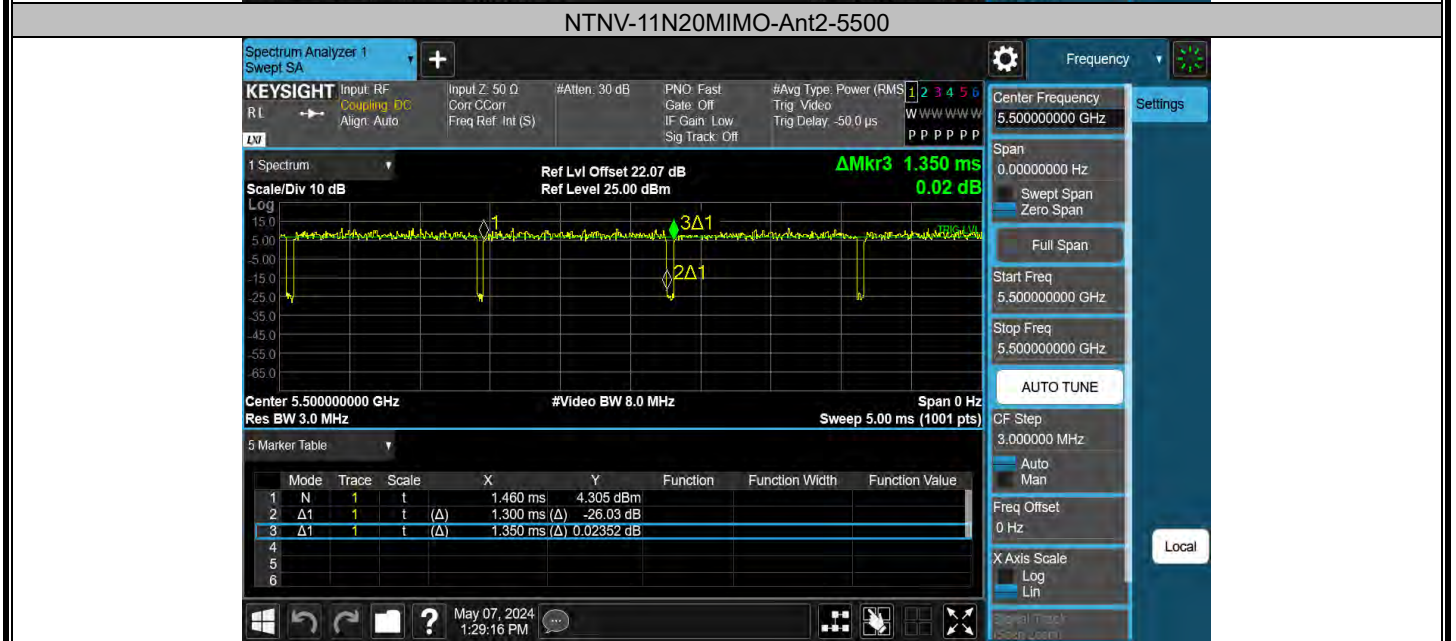 NTNV-11N20MIMO-Ant2-5500
Spectrum Analyzer 1
Swept SA
+
Frequency
KEYSIGHT
RL
LXI
Input: RF
Coupling: DC
Align: Auto
Input Z: 50 Ω
Corr CCorr
Freq Ref: Int (S)
#Atten: 30 dB
PNO: Fast
Gate: Off
IF Gain: Low
Sig Track: Off
#Avg Type: Power (RMS
Trig: Video
Trig Delay: -50.0 µs
1 2 3 4 5 6
W W W W W W
P P P P P P
Center Frequency
5.500000000 GHz
Settings
1 Spectrum
Scale/Div 10 dB
Log
Ref Lvl Offset 22.07 dB
Ref Level 25.00 dBm
ΔMkr3 1.350 ms
0.02 dB
15.0
5.00
-5.00
-15.0
-25.0
-35.0
-45.0
-55.0
-65.0
1
3Δ1
2Δ1
TRIG LVL
Center 5.500000000 GHz
Res BW 3.0 MHz
#Video BW 8.0 MHz
Span 0 Hz
Sweep 5.00 ms (1001 pts)
Span
0.00000000 Hz
Swept Span
Zero Span
Full Span
Start Freq
5.500000000 GHz
Stop Freq
5.500000000 GHz
AUTO TUNE
CF Step
3.000000 MHz
Auto
Man
Freq Offset
0 Hz
X Axis Scale
Log
Lin
Local
5 Marker Table
Mode Trace Scale X Y Function Function Width Function Value
1 N 1 t 1.460 ms 4.305 dBm
2 Δ1 1 t (Δ) 1.300 ms (Δ) -26.03 dB
3 Δ1 1 t (Δ) 1.350 ms (Δ) 0.02352 dB
4
5
6
?
May 07, 2024
1:29:16 PM